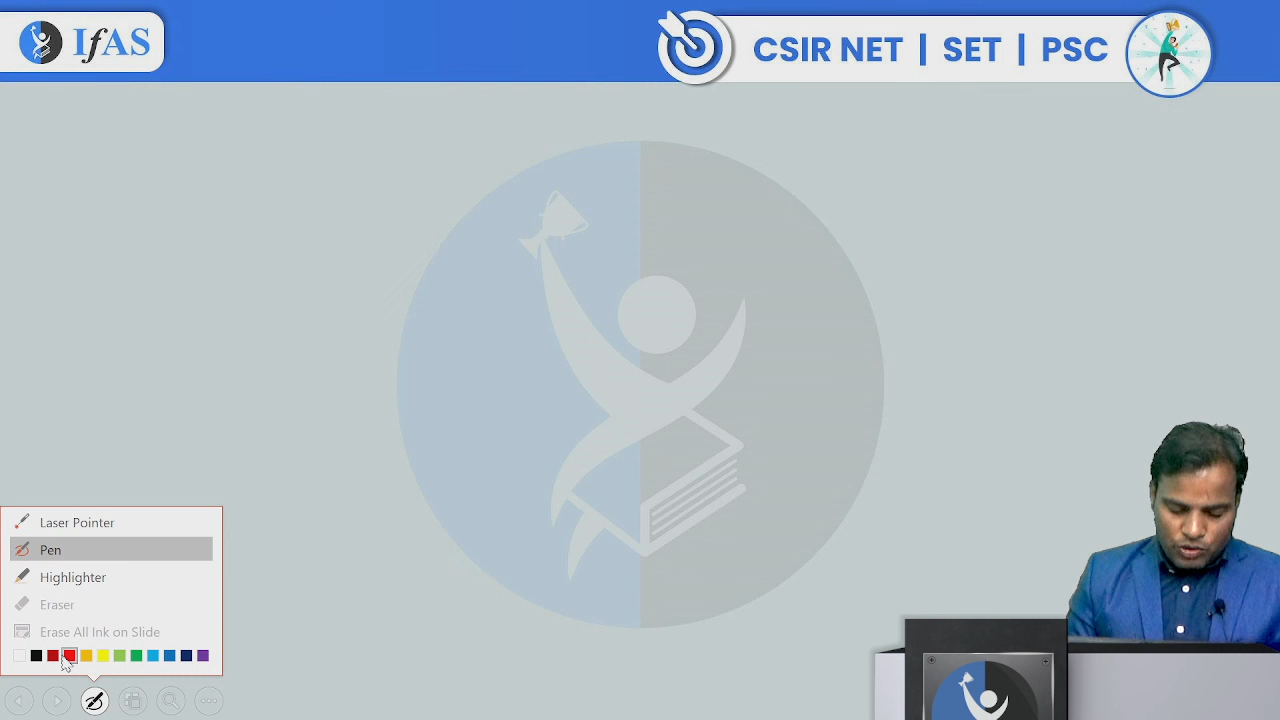 IfAS
CSIR NET | SET | PSC
Laser Pointer
Pen
Highlighter
Eraser
Erase All Ink on Slide